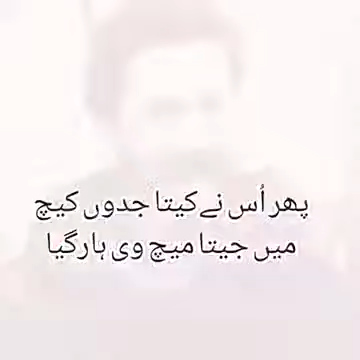 پھر اُس نے کیتا جدوں کیچ
میں جیتا میچ وی ہار گیا